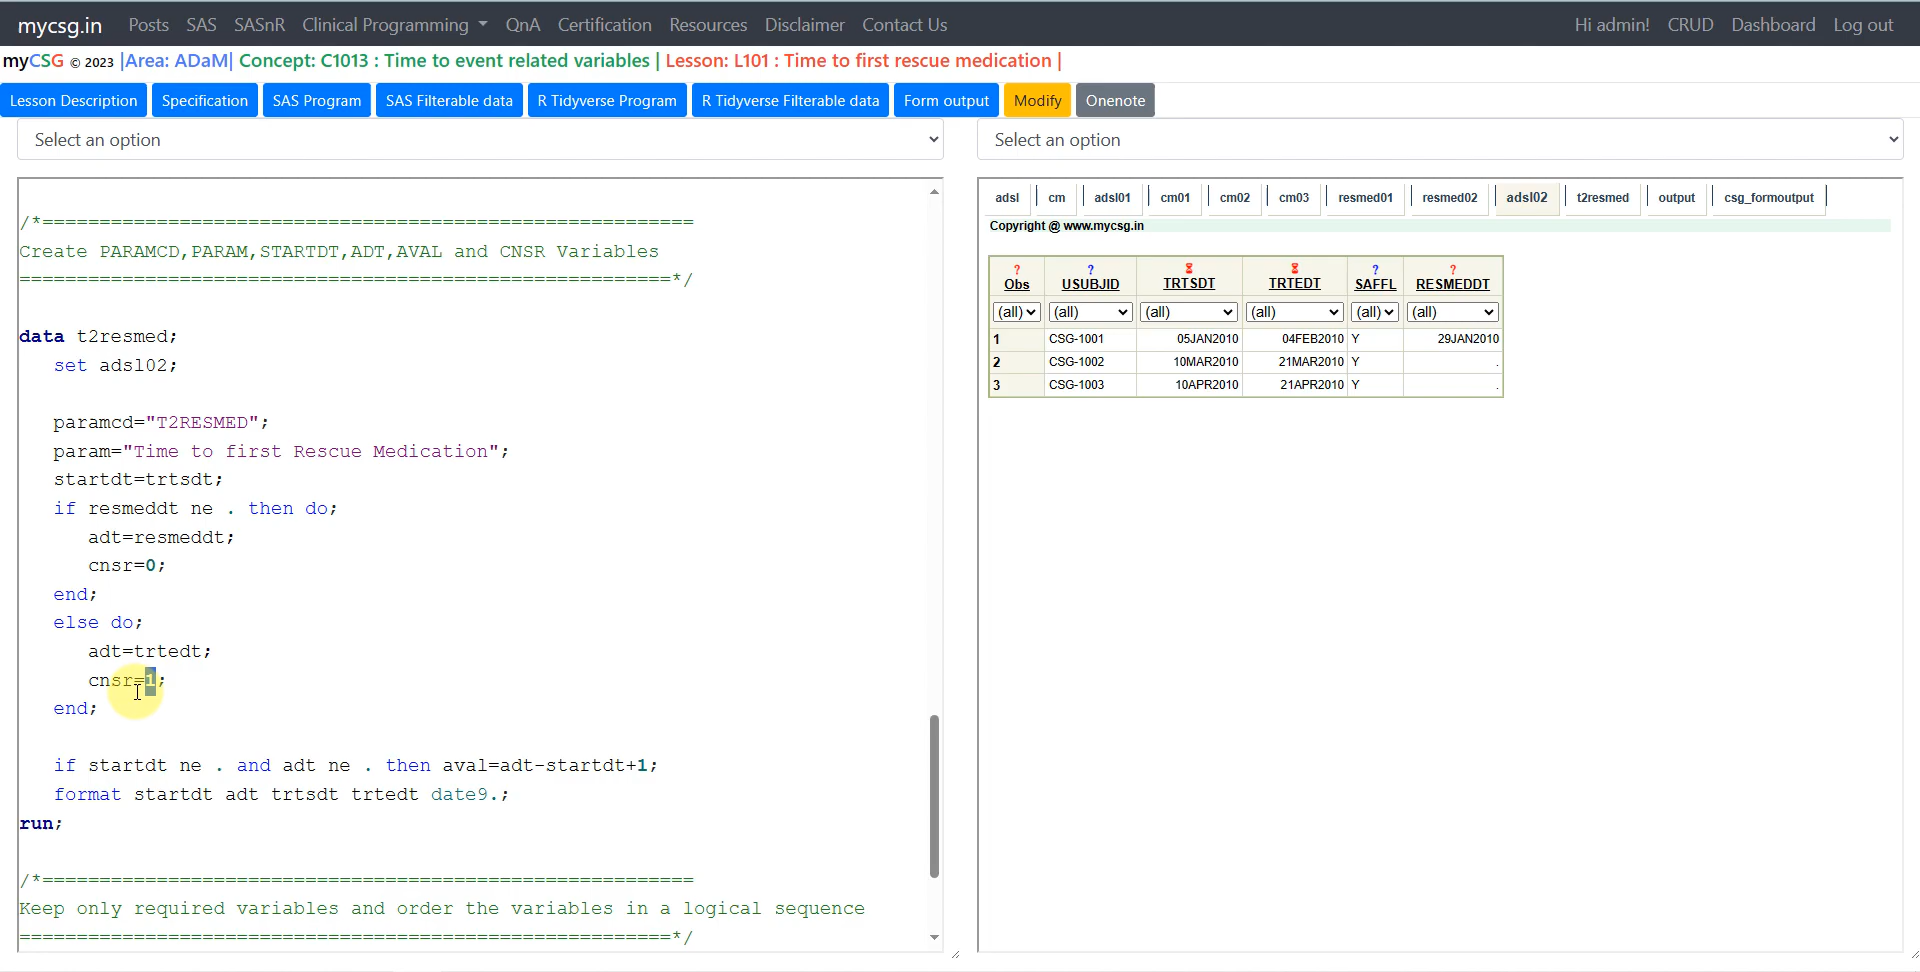 mycsg.in Posts SAS SASnR Clinical Programming QnA Certification Resources Disclaimer Contact Us Hi admin! CRUD Dashboard Log out
myCSG © 2023 |Area: ADaM| Concept: C1013 : Time to event related variables | Lesson: L101 : Time to first rescue medication |
Lesson Description Specification SAS Program SAS Filterable data R Tidyverse Program R Tidyverse Filterable data Form output Modify Onenote
Select an option
/*=========================================================
Create PARAMCD,PARAM,STARTDT,ADT,AVAL and CNSR Variables
=========================================================*/
data t2resmed;
set adsl02;
paramcd="T2RESMED";
param="Time to first Rescue Medication";
startdt=trtsdt;
if resmeddt ne . then do;
adt=resmeddt;
cnsr=0;
end;
else do;
adt=trtedt;
cnsr=1;
end;
if startdt ne . and adt ne . then aval=adt-startdt+1;
format startdt adt trtsdt trtedt date9.;
run;
/*=========================================================
Keep only required variables and order the variables in a logical sequence
=========================================================*/
Select an option
adsl | cm | adsl01 | cm01 | cm02 | cm03 | resmed01 | resmed02 | adsl02 | t2resmed | output | csg_formoutput |
Copyright @ www.mycsg.in
? ? ? ?
Obs USUBJID TRTSDT TRTEDT SAFFL RESMEDDT
(all) (all) (all) (all) (all) (all)
1 CSG-1001 05JAN2010 04FEB2010 Y 29JAN2010
2 CSG-1002 10MAR2010 21MAR2010 Y .
3 CSG-1003 10APR2010 21APR2010 Y .